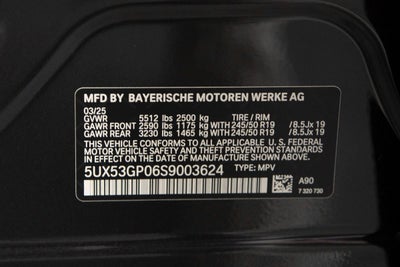 MFD BY BAYERISCHE MOTOREN WERKE AG
03/25
GVWR 5512 lbs 2500 kg TIRE / RIM
GAWR FRONT 2590 lbs 1175 kg WITH 245/50 R19 / 8.5Jx 19
GAWR REAR 3230 lbs 1465 kg WITH 245/50 R19 / 8.5Jx 19
THIS VEHICLE CONFORMS TO ALL APPLICABLE U. S. FEDERAL
MOTOR VEHICLE SAFETY AND THEFT PREVENTION
STANDARDS IN EFFECT ON THE DATE OF
MANUFACTURE SHOWN ABOVE.
5UX53GP06S9003624 TYPE: MPV
A90
7 320 730